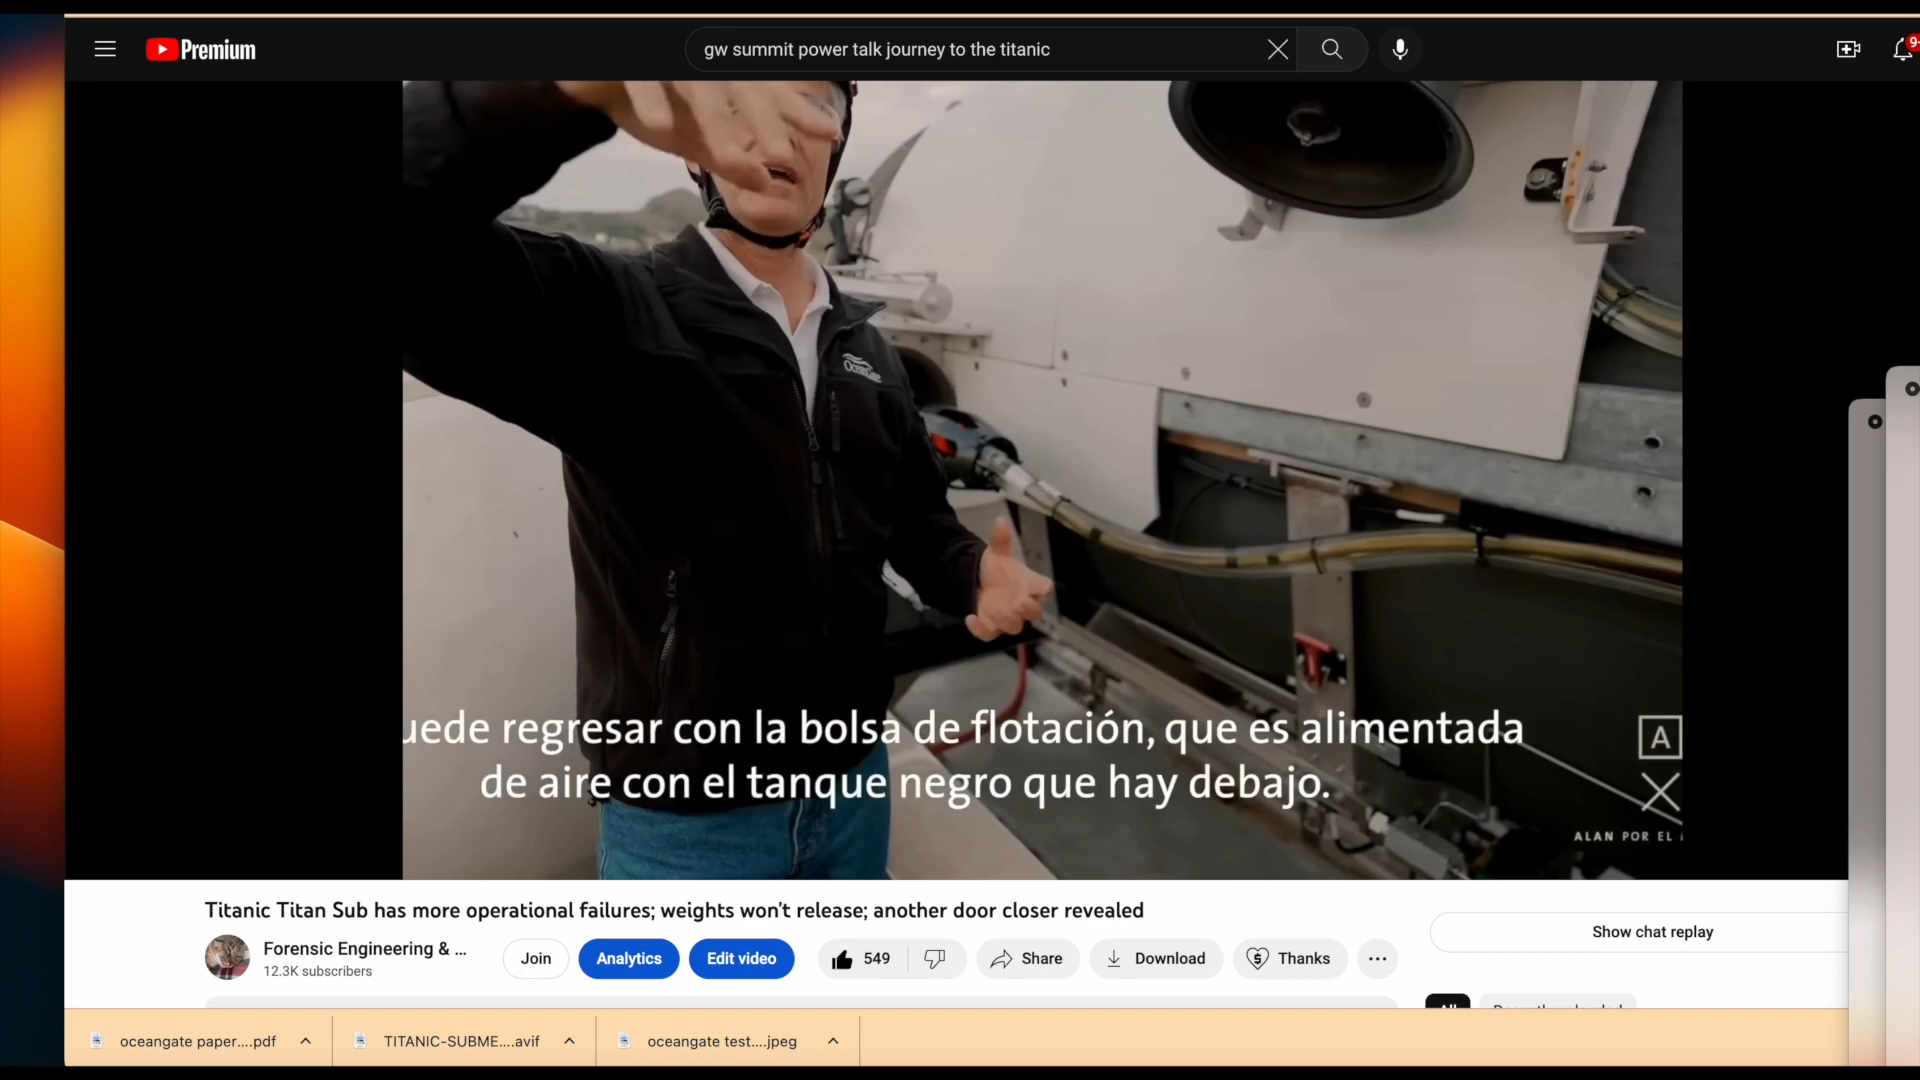 Premium
gw summit power talk journey to the titanic
9+
OceanGate
uede regresar con la bolsa de flotación, que es alimentada
de aire con el tanque negro que hay debajo.
A
ALAN POR EL
Titanic Titan Sub has more operational failures; weights won't release; another door closer revealed
Forensic Engineering & ...
12.3K subscribers
Join
Analytics
Edit video
549
Share
Download
Thanks
Show chat replay
All
oceangate paper....pdf
TITANIC-SUBME....avif
oceangate test....jpeg